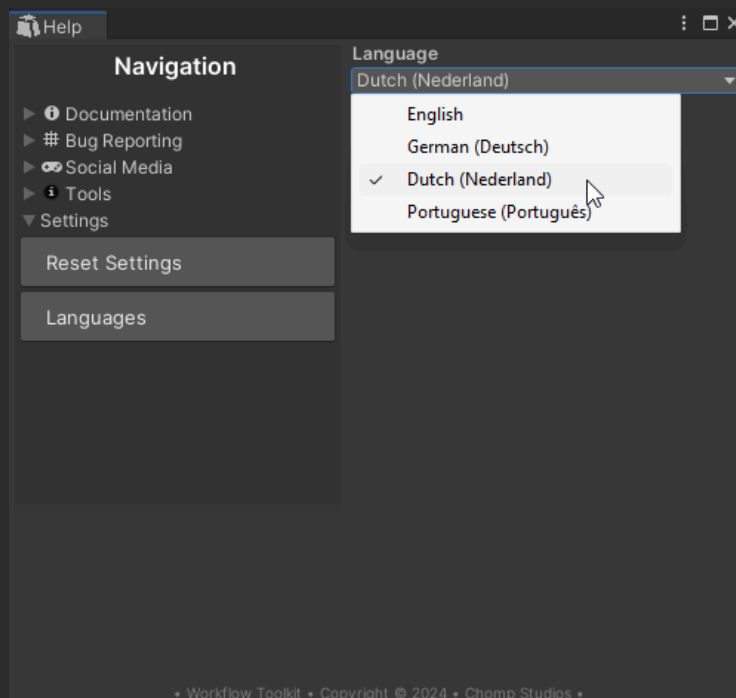 Help
Navigation
Documentation
Bug Reporting
Social Media
Tools
Settings
Reset Settings
Languages
Language
Dutch (Nederland)
English
German (Deutsch)
Dutch (Nederland)
Portuguese (Português)
• Workflow Toolkit • Copyright © 2024 • Chomp Studios •